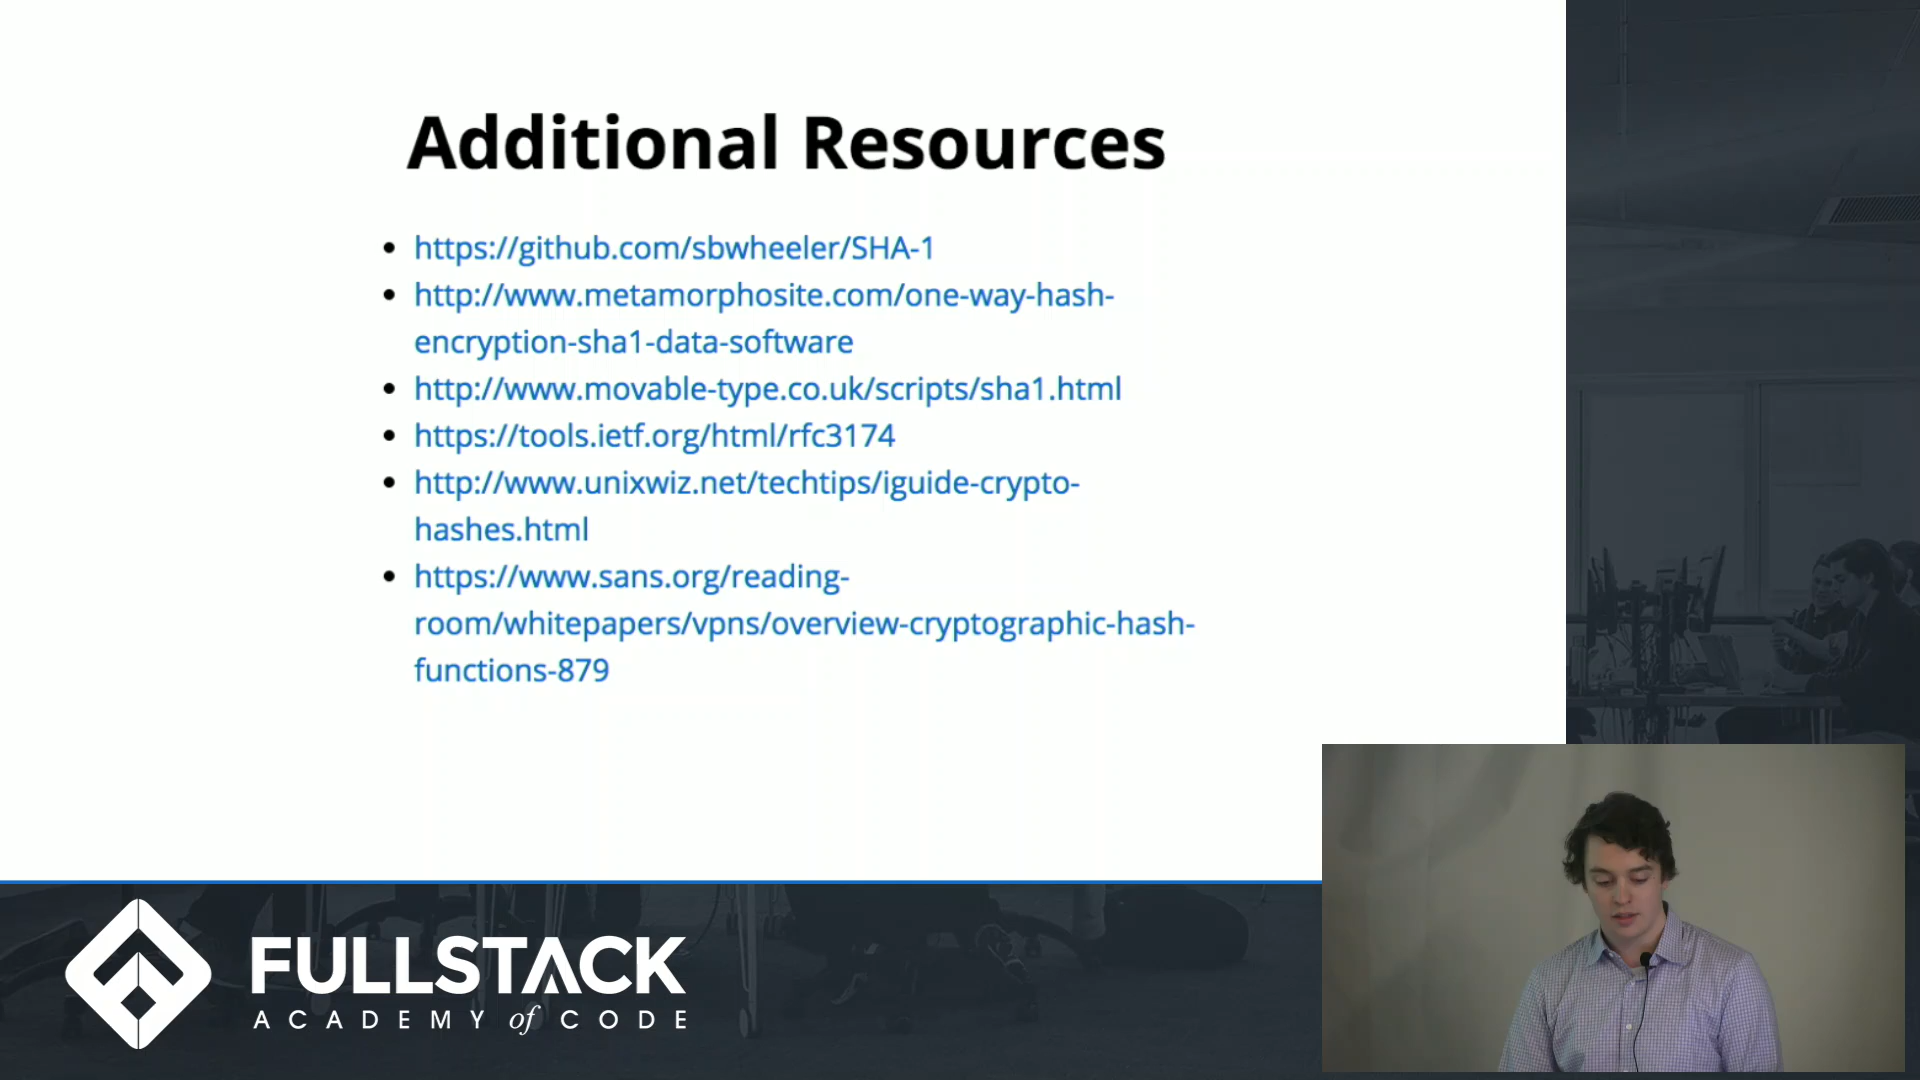 Additional Resources
https://github.com/sbwheeler/SHA-1
http://www.metamorphosite.com/one-way-hash-
encryption-sha1-data-software
http://www.movable-type.co.uk/scripts/sha1.html
https://tools.ietf.org/html/rfc3174
http://www.unixwiz.net/techtips/iguide-crypto-
hashes.html
https://www.sans.org/reading-
room/whitepapers/vpns/overview-cryptographic-hash-
functions-879
FULLSTACK
ACADEMY of CODE